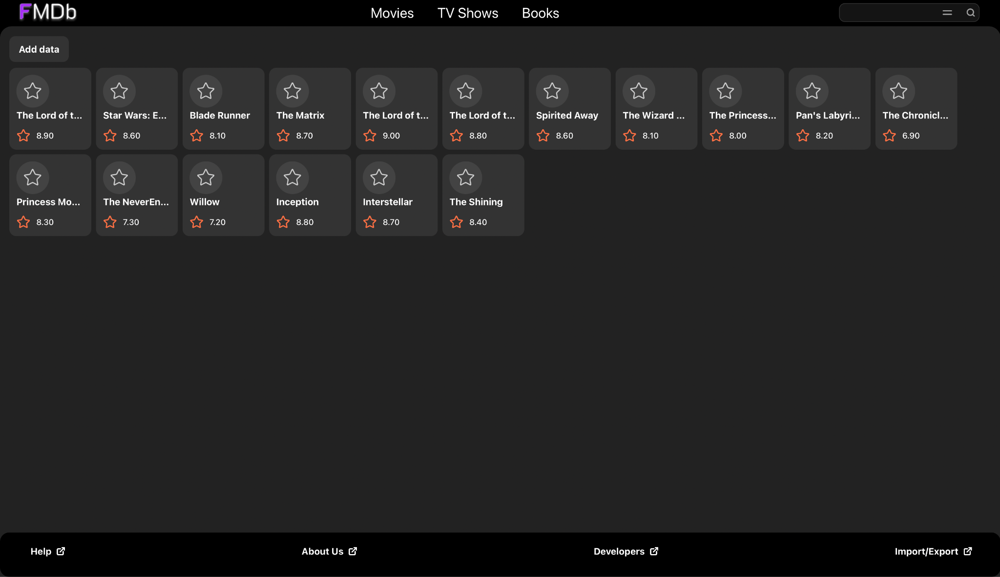 FMDb
Movies TV Shows Books
Add data
The Lord of t... Star Wars: E... Blade Runner The Matrix The Lord of t... The Lord of t... Spirited Away The Wizard ... The Princess... Pan's Labyri... The Chronicl...
8.90 8.60 8.10 8.70 9.00 8.80 8.60 8.10 8.00 8.20 6.90
Princess Mo... The NeverEn... Willow Inception Interstellar The Shining
8.30 7.30 7.20 8.80 8.70 8.40
Help About Us Developers Import/Export